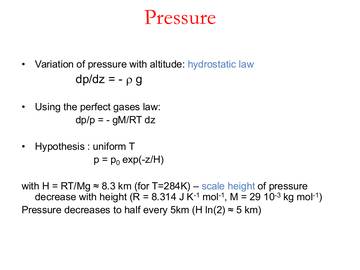 Pressure
• Variation of pressure with altitude: hydrostatic law
dp/dz = - ρ g
• Using the perfect gases law:
dp/p = - gM/RT dz
• Hypothesis : uniform T
p = p₀ exp(-z/H)
with H = RT/Mg ≈ 8.3 km (for T=284K) – scale height of pressure
decrease with height (R = 8.314 J K⁻¹ mol⁻¹, M = 29 10⁻³ kg mol⁻¹)
Pressure decreases to half every 5km (H ln(2) ≈ 5 km)